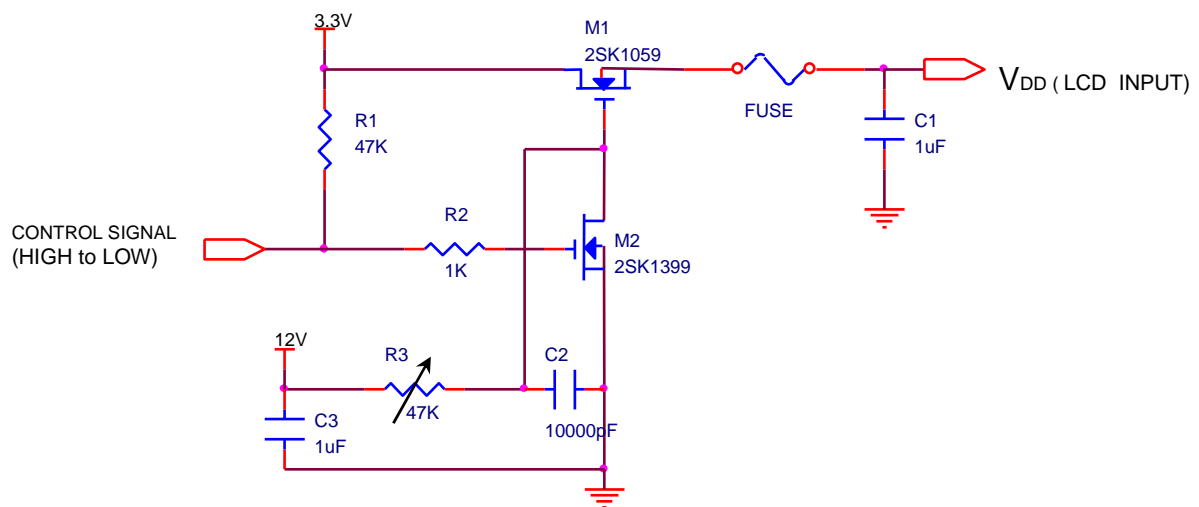 3.3V
M1
2SK1059
R1
47K
FUSE
VDD ( LCD INPUT)
C1
1uF
CONTROL SIGNAL
(HIGH to LOW)
R2
1K
M2
2SK1399
12V
R3
47K
C2
10000pF
C3
1uF